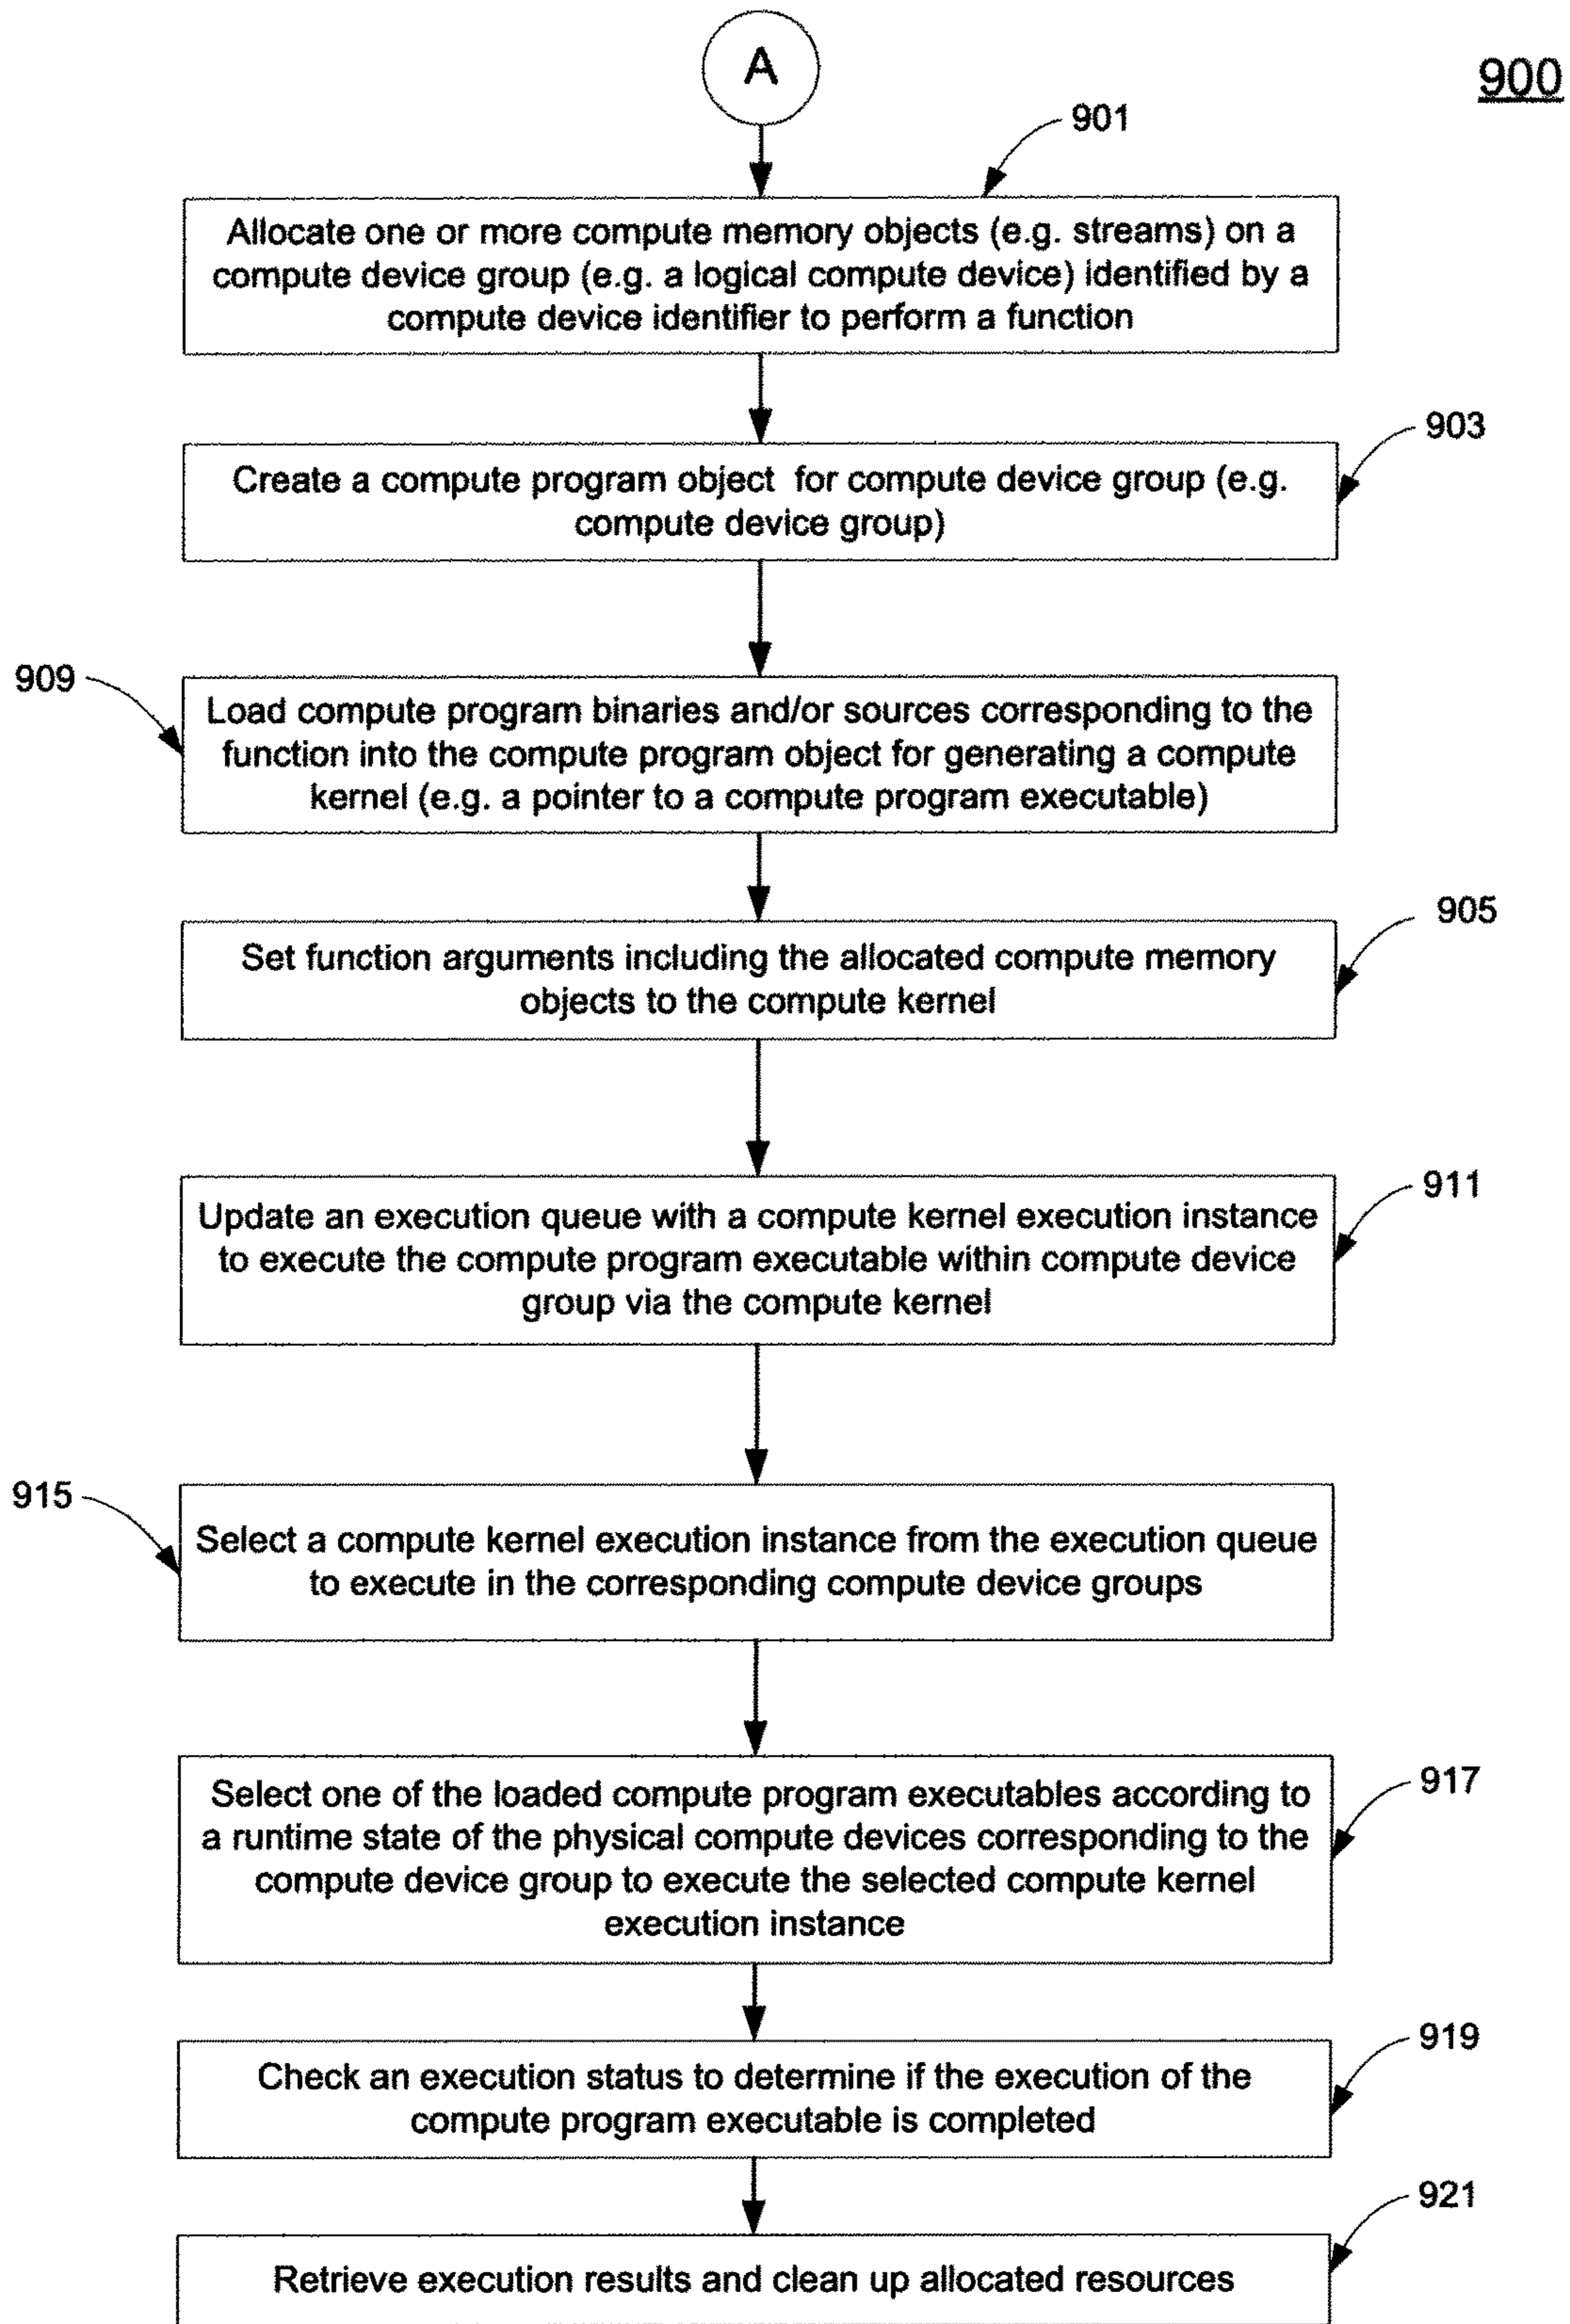 A
900
901
Allocate one or more compute memory objects (e.g. streams) on a
compute device group (e.g. a logical compute device) identified by a
compute device identifier to perform a function
903
Create a compute program object for compute device group (e.g.
compute device group)
909
Load compute program binaries and/or sources corresponding to the
function into the compute program object for generating a compute
kernel (e.g. a pointer to a compute program executable)
905
Set function arguments including the allocated compute memory
objects to the compute kernel
911
Update an execution queue with a compute kernel execution instance
to execute the compute program executable within compute device
group via the compute kernel
915
Select a compute kernel execution instance from the execution queue
to execute in the corresponding compute device groups
917
Select one of the loaded compute program executables according to
a runtime state of the physical compute devices corresponding to the
compute device group to execute the selected compute kernel
execution instance
919
Check an execution status to determine if the execution of the
compute program executable is completed
921
Retrieve execution results and clean up allocated resources